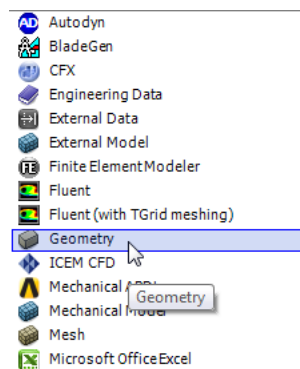 Autodyn
BladeGen
CFX
Engineering Data
External Data
External Model
FE Finite Element Modeler
Fluent
Fluent (with TGrid meshing)
Geometry
ICEM CFD
Mechanical
Geometry
Mechanical Model
Mesh
Microsoft Office Excel